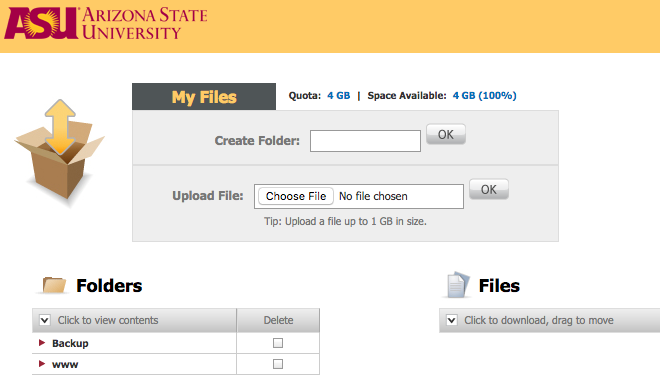 ASU ARIZONA STATE
UNIVERSITY
My Files Quota: 4 GB | Space Available: 4 GB (100%)
Create Folder: OK
Upload File: Choose File No file chosen OK
Tip: Upload a file up to 1 GB in size.
Folders
Click to view contents Delete
Backup
www
Files
Click to download, drag to move